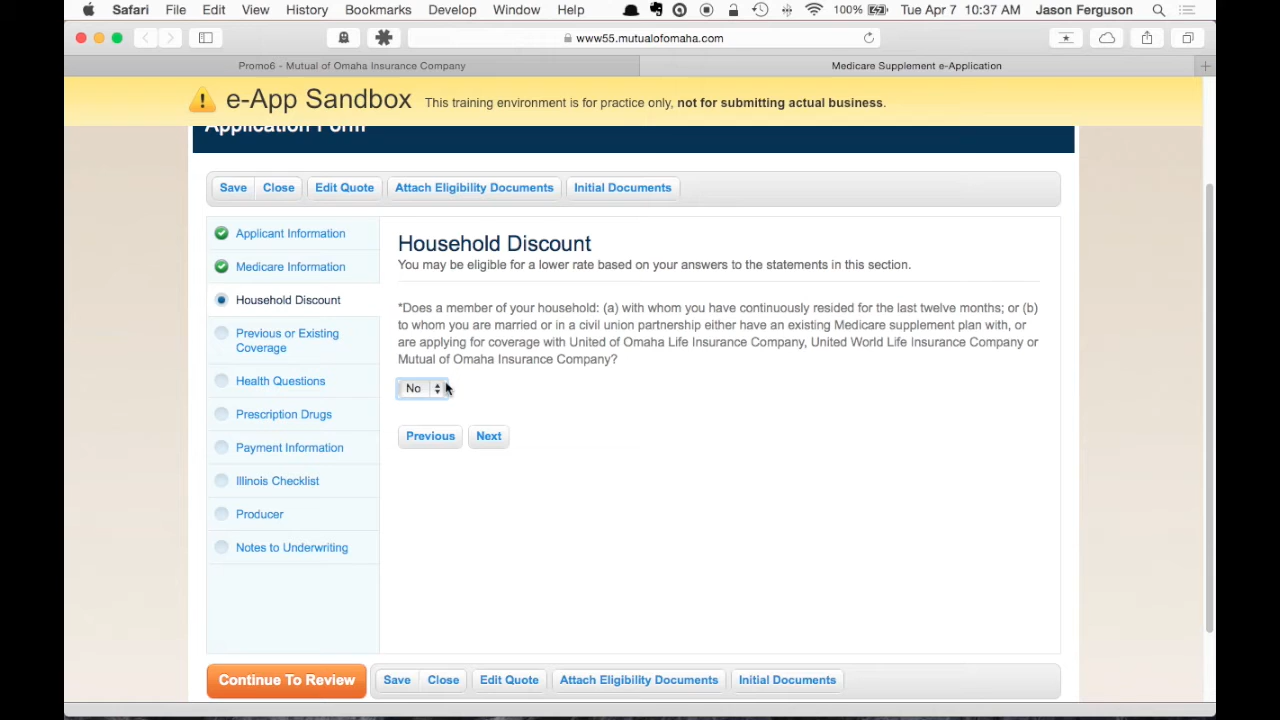 Safari File Edit View History Bookmarks Develop Window Help 100% Tue Apr 7 10:37 AM Jason Ferguson
www55.mutualofomaha.com
Promo6 - Mutual of Omaha Insurance Company Medicare Supplement e-Application
e-App Sandbox This training environment is for practice only, not for submitting actual business.
Application Form
Save Close Edit Quote Attach Eligibility Documents Initial Documents
Applicant Information
Medicare Information
Household Discount
Previous or Existing
Coverage
Health Questions
Prescription Drugs
Payment Information
Illinois Checklist
Producer
Notes to Underwriting
Household Discount
You may be eligible for a lower rate based on your answers to the statements in this section.
*Does a member of your household: (a) with whom you have continuously resided for the last twelve months; or (b)
to whom you are married or in a civil union partnership either have an existing Medicare supplement plan with, or
are applying for coverage with United of Omaha Life Insurance Company, United World Life Insurance Company or
Mutual of Omaha Insurance Company?
No
Previous Next
Continue To Review Save Close Edit Quote Attach Eligibility Documents Initial Documents